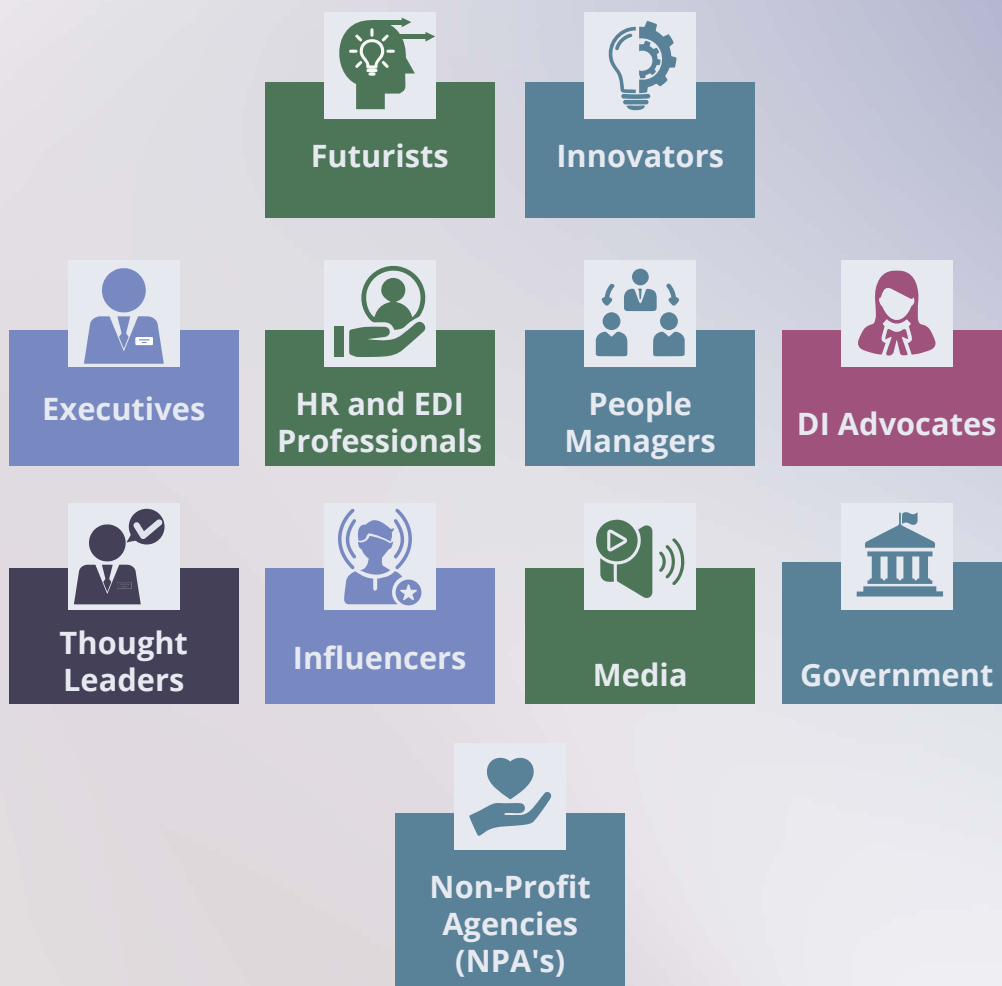 Futurists
Innovators
Executives
HR and EDI
Professionals
People
Managers
DI Advocates
Thought
Leaders
Influencers
Media
Government
Non-Profit
Agencies
(NPA's)